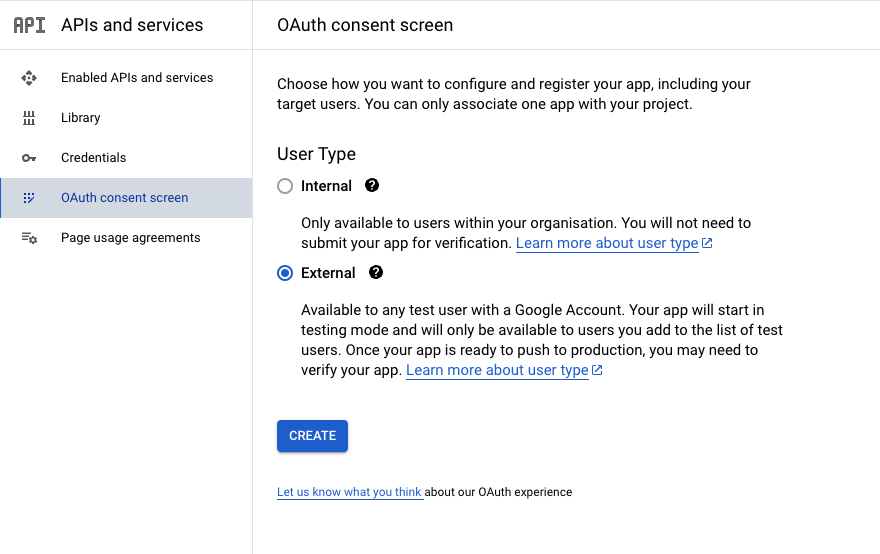 API APIs and services
OAuth consent screen
Enabled APIs and services
Library
Credentials
OAuth consent screen
Page usage agreements
Choose how you want to configure and register your app, including your
target users. You can only associate one app with your project.
User Type
Internal
Only available to users within your organisation. You will not need to
submit your app for verification. Learn more about user type
External
Available to any test user with a Google Account. Your app will start in
testing mode and will only be available to users you add to the list of test
users. Once your app is ready to push to production, you may need to
verify your app. Learn more about user type
CREATE
Let us know what you think about our OAuth experience